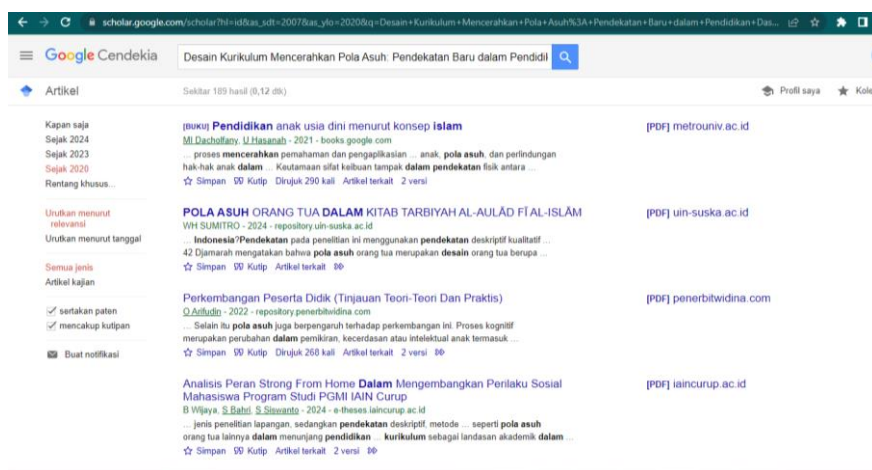 scholar.google.com/scholar?hl=id&as_sdt=2007&as_ylo=2020&q=Desain+Kurikulum+Mencerahkan+Pola+Asuh%3A+Pendekatan+Baru+dalam+Pendidikan+Das...
Google Cendekia
Desain Kurikulum Mencerahkan Pola Asuh: Pendekatan Baru dalam Pendidil
Artikel
Sekitar 189 hasil (0,12 dtk)
Profil saya
Kole
Kapan saja
Sejak 2024
Sejak 2023
Sejak 2020
Rentang khusus...
Urutkan menurut
relevansi
Urutkan menurut tanggal
Semua jenis
Artikel kajian
sertakan paten
mencakup kutipan
Buat notifikasi
[BUKU] Pendidikan anak usia dini menurut konsep islam
MI Dacholfany, U Hasanah - 2021 - books.google.com
... proses mencerahkan pemahaman dan pengaplikasian ... anak, pola asuh, dan perlindungan
hak-hak anak dalam ... Keutamaan sifat keibuan tampak dalam pendekatan fisik antara ...
Simpan Kutip Dirujuk 290 kali Artikel terkait 2 versi
[PDF] metrouniv.ac.id
POLA ASUH ORANG TUA DALAM KITAB TARBIYAH AL-AULĀD FĪ AL-ISLĀM
WH SUMITRO - 2024 - repository.uin-suska.ac.id
... Indonesia?Pendekatan pada penelitian ini menggunakan pendekatan deskriptif kualitatif ...
42 Djamarah mengatakan bahwa pola asuh orang tua merupakan desain orang tua berupa ...
Simpan Kutip Artikel terkait
[PDF] uin-suska.ac.id
Perkembangan Peserta Didik (Tinjauan Teori-Teori Dan Praktis)
O Arifudin - 2022 - repository.penerbitwidina.com
... Selain itu pola asuh juga berpengaruh terhadap perkembangan ini. Proses kognitif
merupakan perubahan dalam pemikiran, kecerdasan atau intelektual anak termasuk ...
Simpan Kutip Dirujuk 268 kali Artikel terkait 2 versi
[PDF] penerbitwidina.com
Analisis Peran Strong From Home Dalam Mengembangkan Perilaku Sosial
Mahasiswa Program Studi PGMI IAIN Curup
B Wijaya, S Bahri, S Siswanto - 2024 - e-theses.iaincurup.ac.id
... jenis penelitian lapangan, sedangkan pendekatan deskriptif, metode ... seperti pola asuh
orang tua lainnya dalam menunjang pendidikan ... kurikulum sebagai landasan akademik dalam ...
Simpan Kutip Artikel terkait 2 versi
[PDF] iaincurup.ac.id